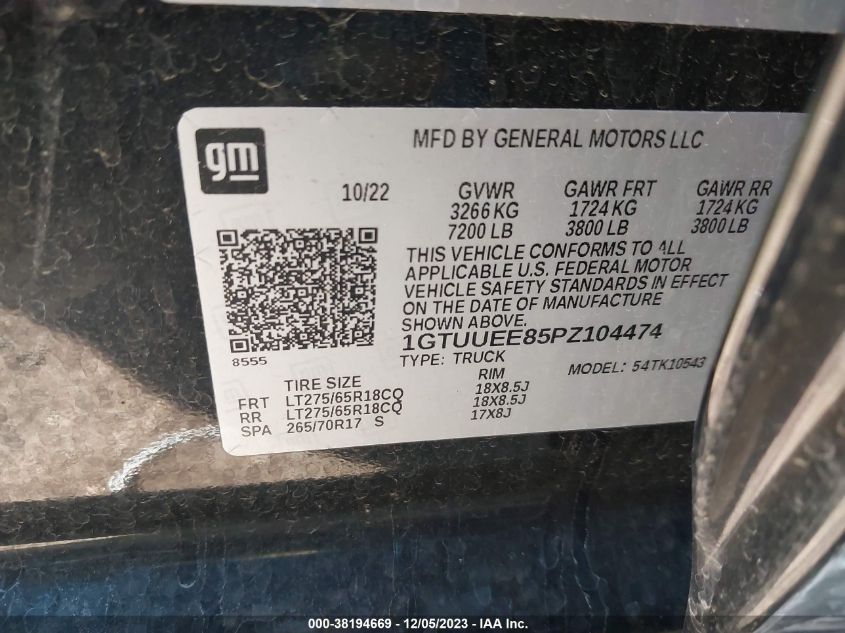 gm
MFD BY GENERAL MOTORS LLC
10/22
GVWR GAWR FRT GAWR RR
3266 KG 1724 KG 1724 KG
7200 LB 3800 LB 3800 LB
THIS VEHICLE CONFORMS TO ALL
APPLICABLE U.S. FEDERAL MOTOR
VEHICLE SAFETY STANDARDS IN EFFECT
ON THE DATE OF MANUFACTURE
SHOWN ABOVE.
1GTUUEE85PZ104474
8555
TYPE: TRUCK MODEL: 54TK10543
TIRE SIZE RIM
FRT LT275/65R18CQ 18X8.5J
RR LT275/65R18CQ 18X8.5J
SPA 265/70R17 S 17X8J
000-38194669 - 12/05/2023 - IAA Inc.